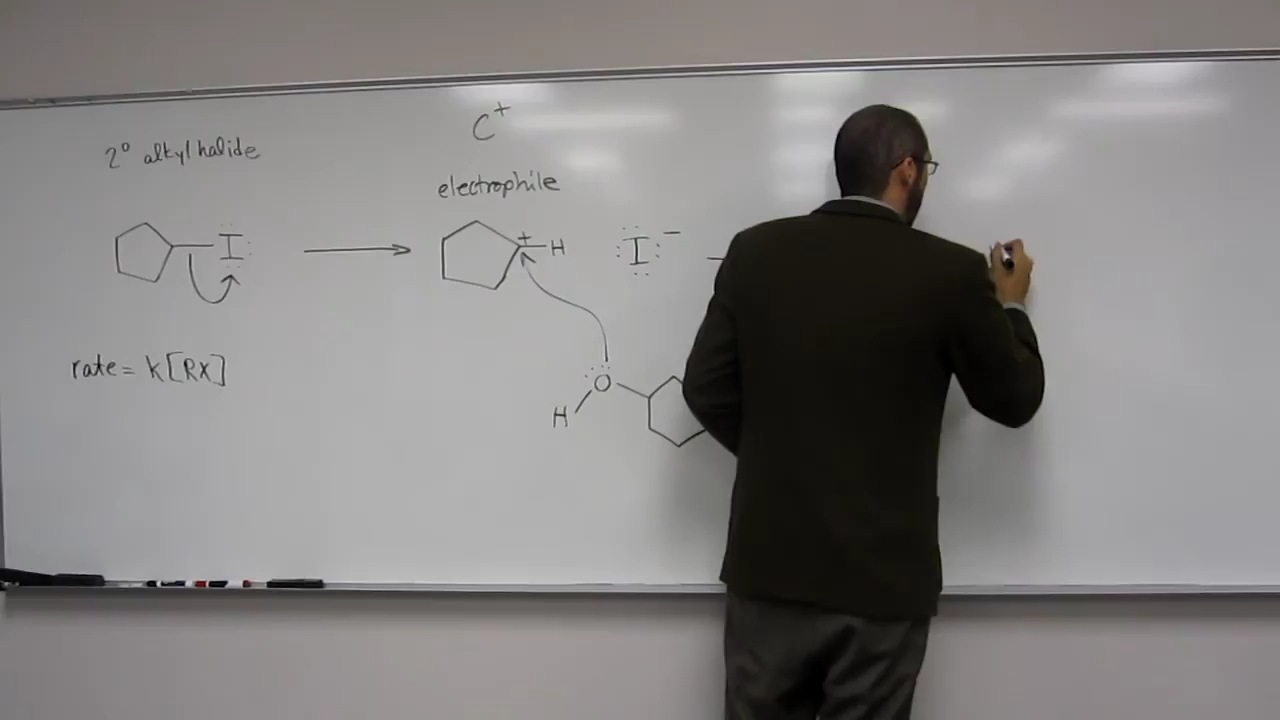 2° alkyl halide
C⁺
electrophile
I
+
H
I⁻
rate = k[RX]
O
H